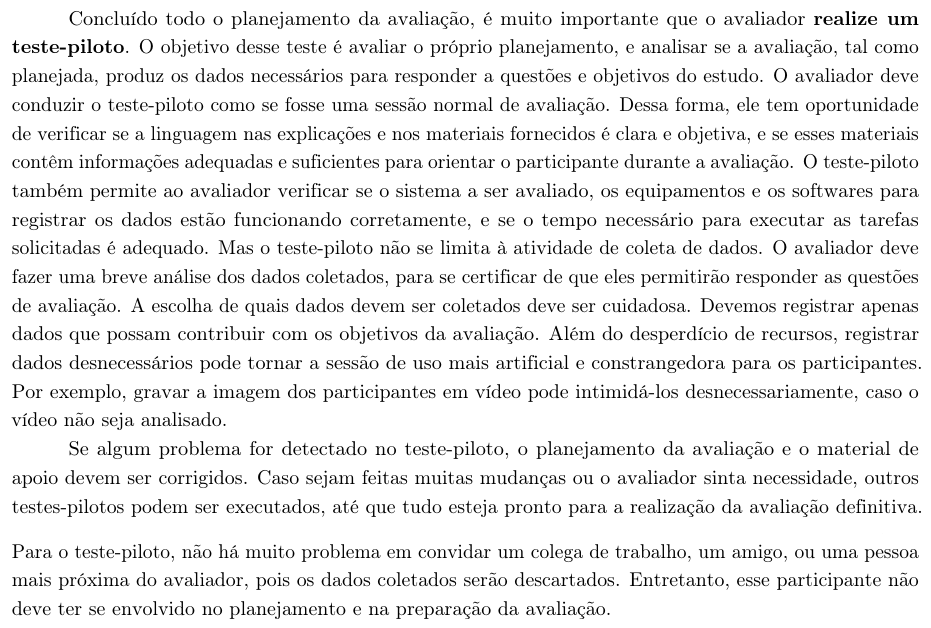 Concluído todo o planejamento da avaliação, é muito importante que o avaliador realize um
teste-piloto. O objetivo desse teste é avaliar o próprio planejamento, e analisar se a avaliação, tal como
planejada, produz os dados necessários para responder a questões e objetivos do estudo. O avaliador deve
conduzir o teste-piloto como se fosse uma sessão normal de avaliação. Dessa forma, ele tem oportunidade
de verificar se a linguagem nas explicações e nos materiais fornecidos é clara e objetiva, e se esses materiais
contêm informações adequadas e suficientes para orientar o participante durante a avaliação. O teste-piloto
também permite ao avaliador verificar se o sistema a ser avaliado, os equipamentos e os softwares para
registrar os dados estão funcionando corretamente, e se o tempo necessário para executar as tarefas
solicitadas é adequado. Mas o teste-piloto não se limita à atividade de coleta de dados. O avaliador deve
fazer uma breve análise dos dados coletados, para se certificar de que eles permitirão responder as questões
de avaliação. A escolha de quais dados devem ser coletados deve ser cuidadosa. Devemos registrar apenas
dados que possam contribuir com os objetivos da avaliação. Além do desperdício de recursos, registrar
dados desnecessários pode tornar a sessão de uso mais artificial e constrangedora para os participantes.
Por exemplo, gravar a imagem dos participantes em vídeo pode intimidá-los desnecessariamente, caso o
vídeo não seja analisado.
Se algum problema for detectado no teste-piloto, o planejamento da avaliação e o material de
apoio devem ser corrigidos. Caso sejam feitas muitas mudanças ou o avaliador sinta necessidade, outros
testes-pilotos podem ser executados, até que tudo esteja pronto para a realização da avaliação definitiva.
Para o teste-piloto, não há muito problema em convidar um colega de trabalho, um amigo, ou uma pessoa
mais próxima do avaliador, pois os dados coletados serão descartados. Entretanto, esse participante não
deve ter se envolvido no planejamento e na preparação da avaliação.